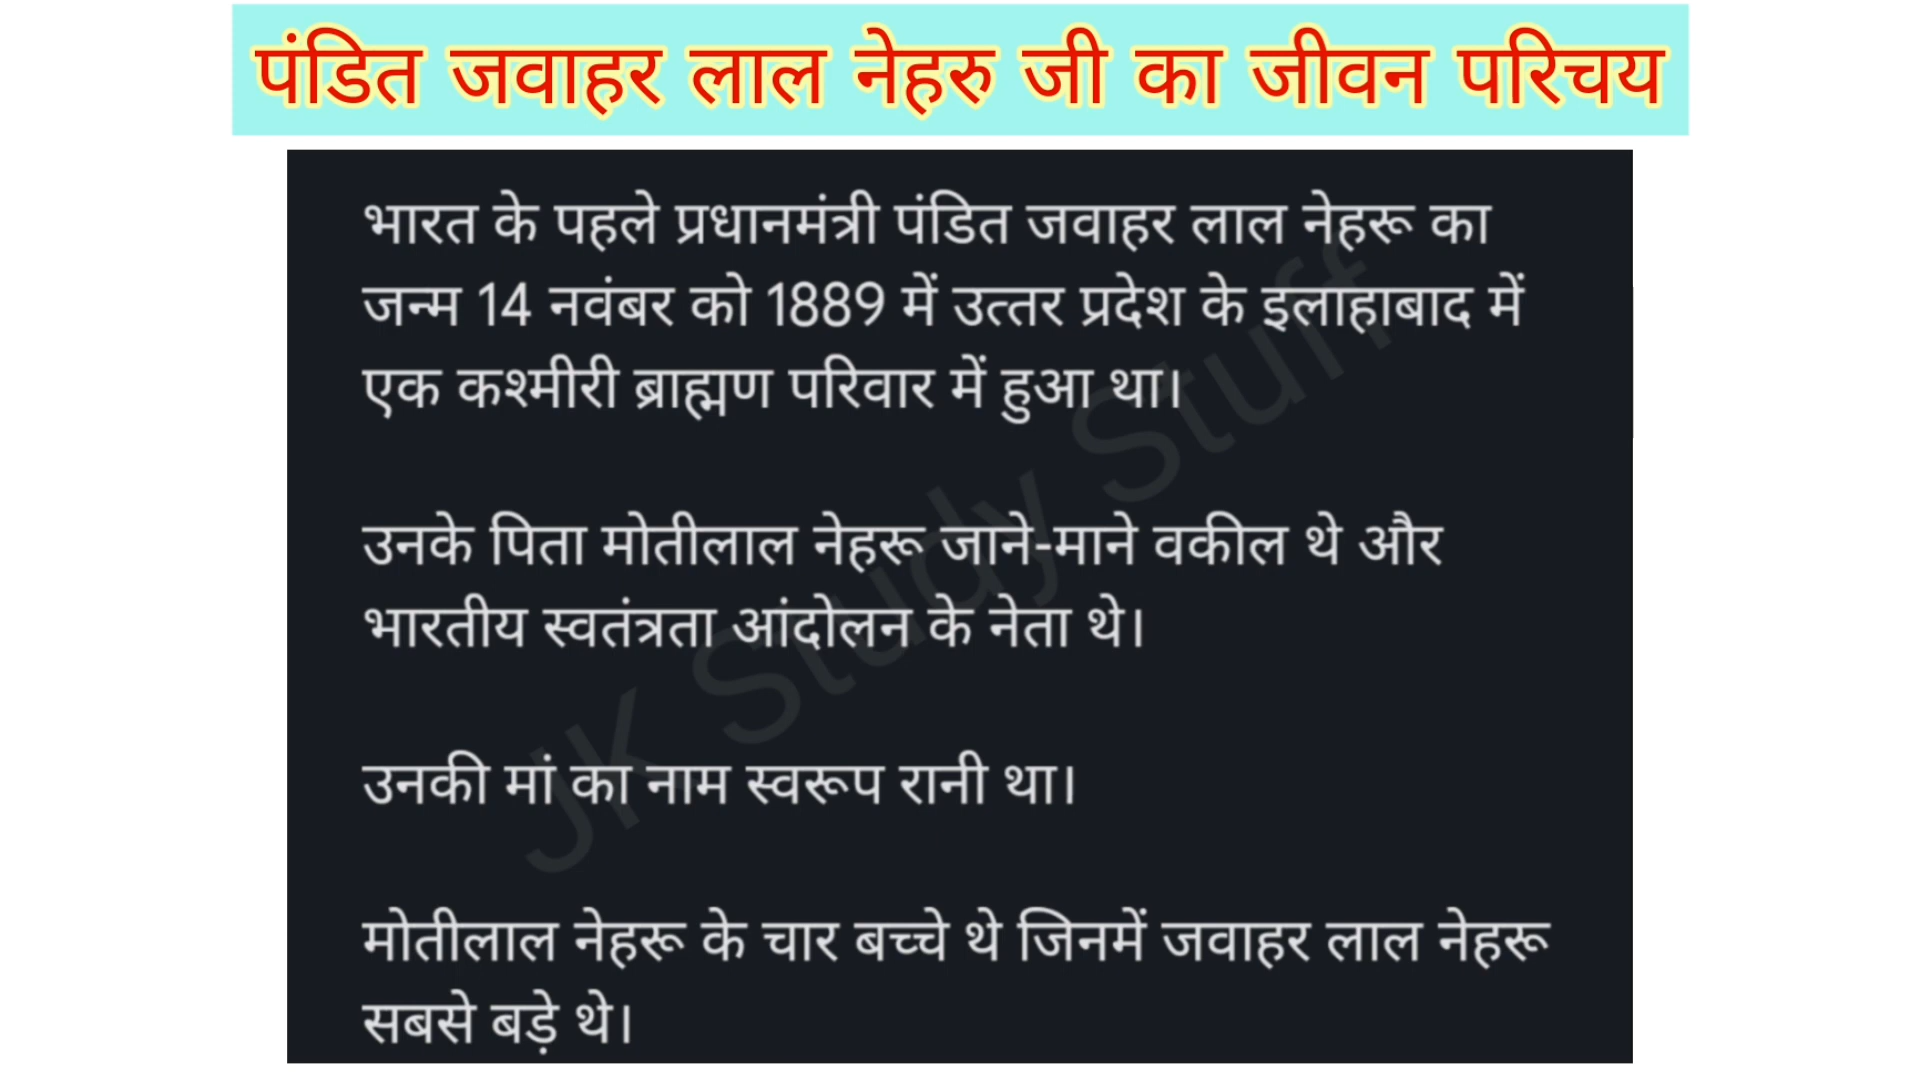 पंडित जवाहर लाल नेहरु जी का जीवन परिचय
भारत के पहले प्रधानमंत्री पंडित जवाहर लाल नेहरू का
जन्म 14 नवंबर को 1889 में उत्तर प्रदेश के इलाहाबाद में
एक कश्मीरी ब्राह्मण परिवार में हुआ था।
उनके पिता मोतीलाल नेहरू जाने-माने वकील थे और
भारतीय स्वतंत्रता आंदोलन के नेता थे।
उनकी मां का नाम स्वरूप रानी था।
मोतीलाल नेहरू के चार बच्चे थे जिनमें जवाहर लाल नेहरू
सबसे बड़े थे।
JK Study Stuff